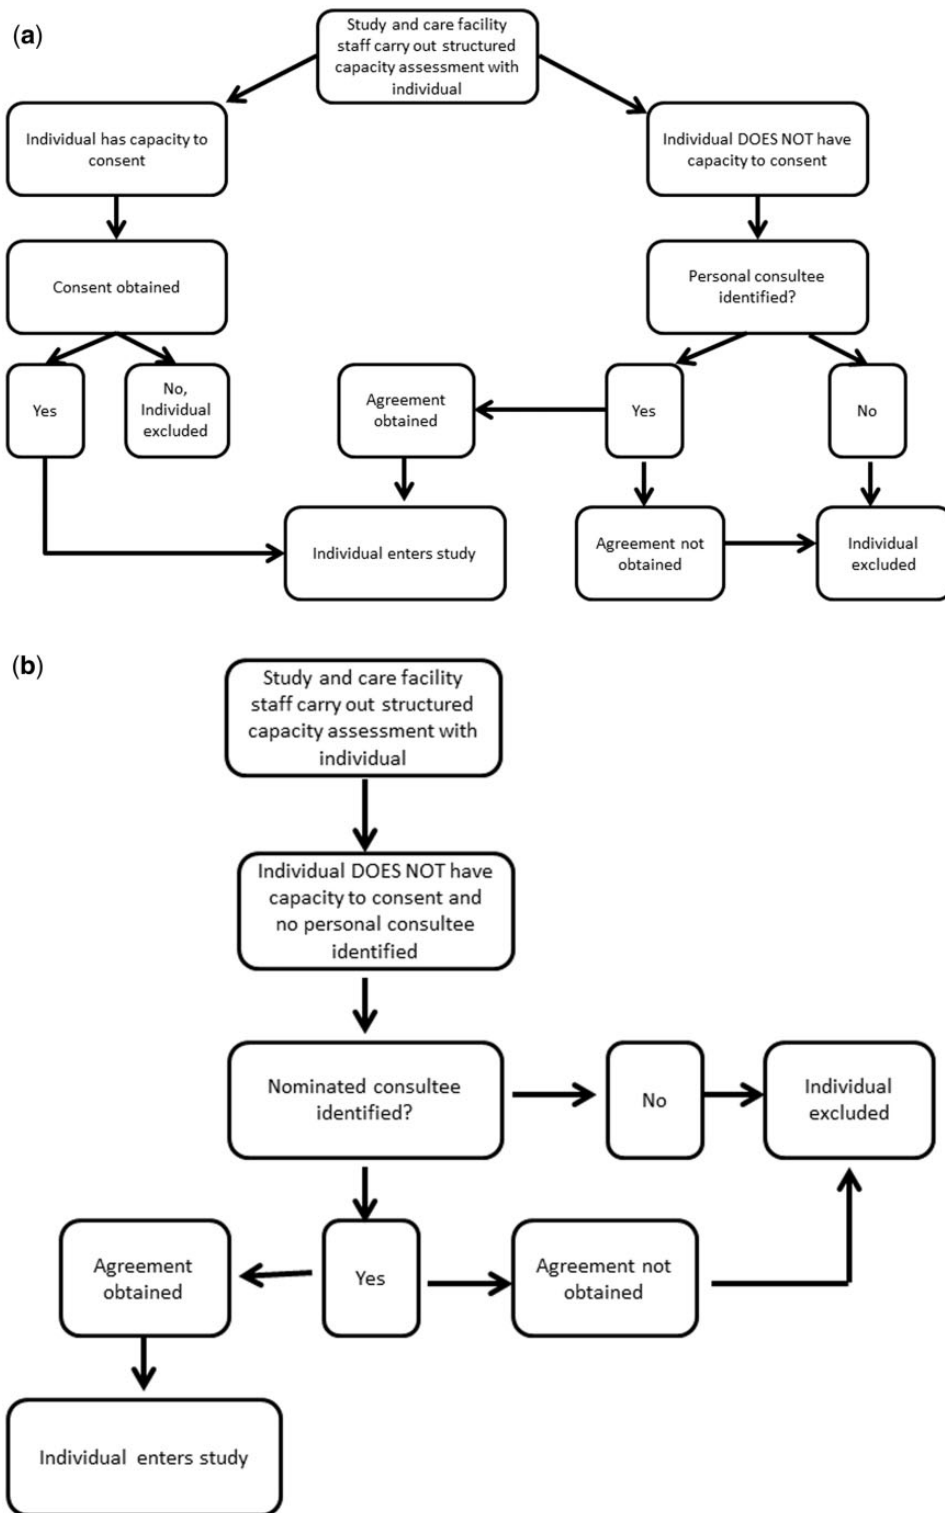 (a)
Study and care facility
staff carry out structured
capacity assessment with
individual
Individual has capacity to
consent
Individual DOES NOT have
capacity to consent
Consent obtained
Personal consultee
identified?
Yes
No,
Individual
excluded
Agreement
obtained
Yes
No
Individual enters study
Agreement not
obtained
Individual
excluded
(b)
Study and care facility
staff carry out structured
capacity assessment with
individual
Individual DOES NOT have
capacity to consent and
no personal consultee
identified
Nominated consultee
identified?
No
Individual
excluded
Agreement
obtained
Yes
Agreement not
obtained
Individual enters study